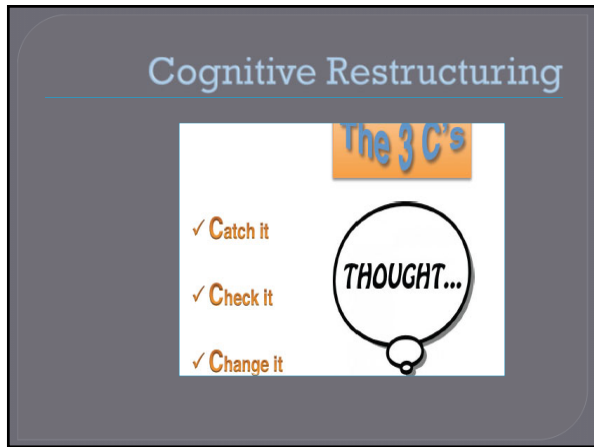 Cognitive Restructuring
The 3 C's
✓ Catch it
THOUGHT...
✓ Check it
✓ Change it